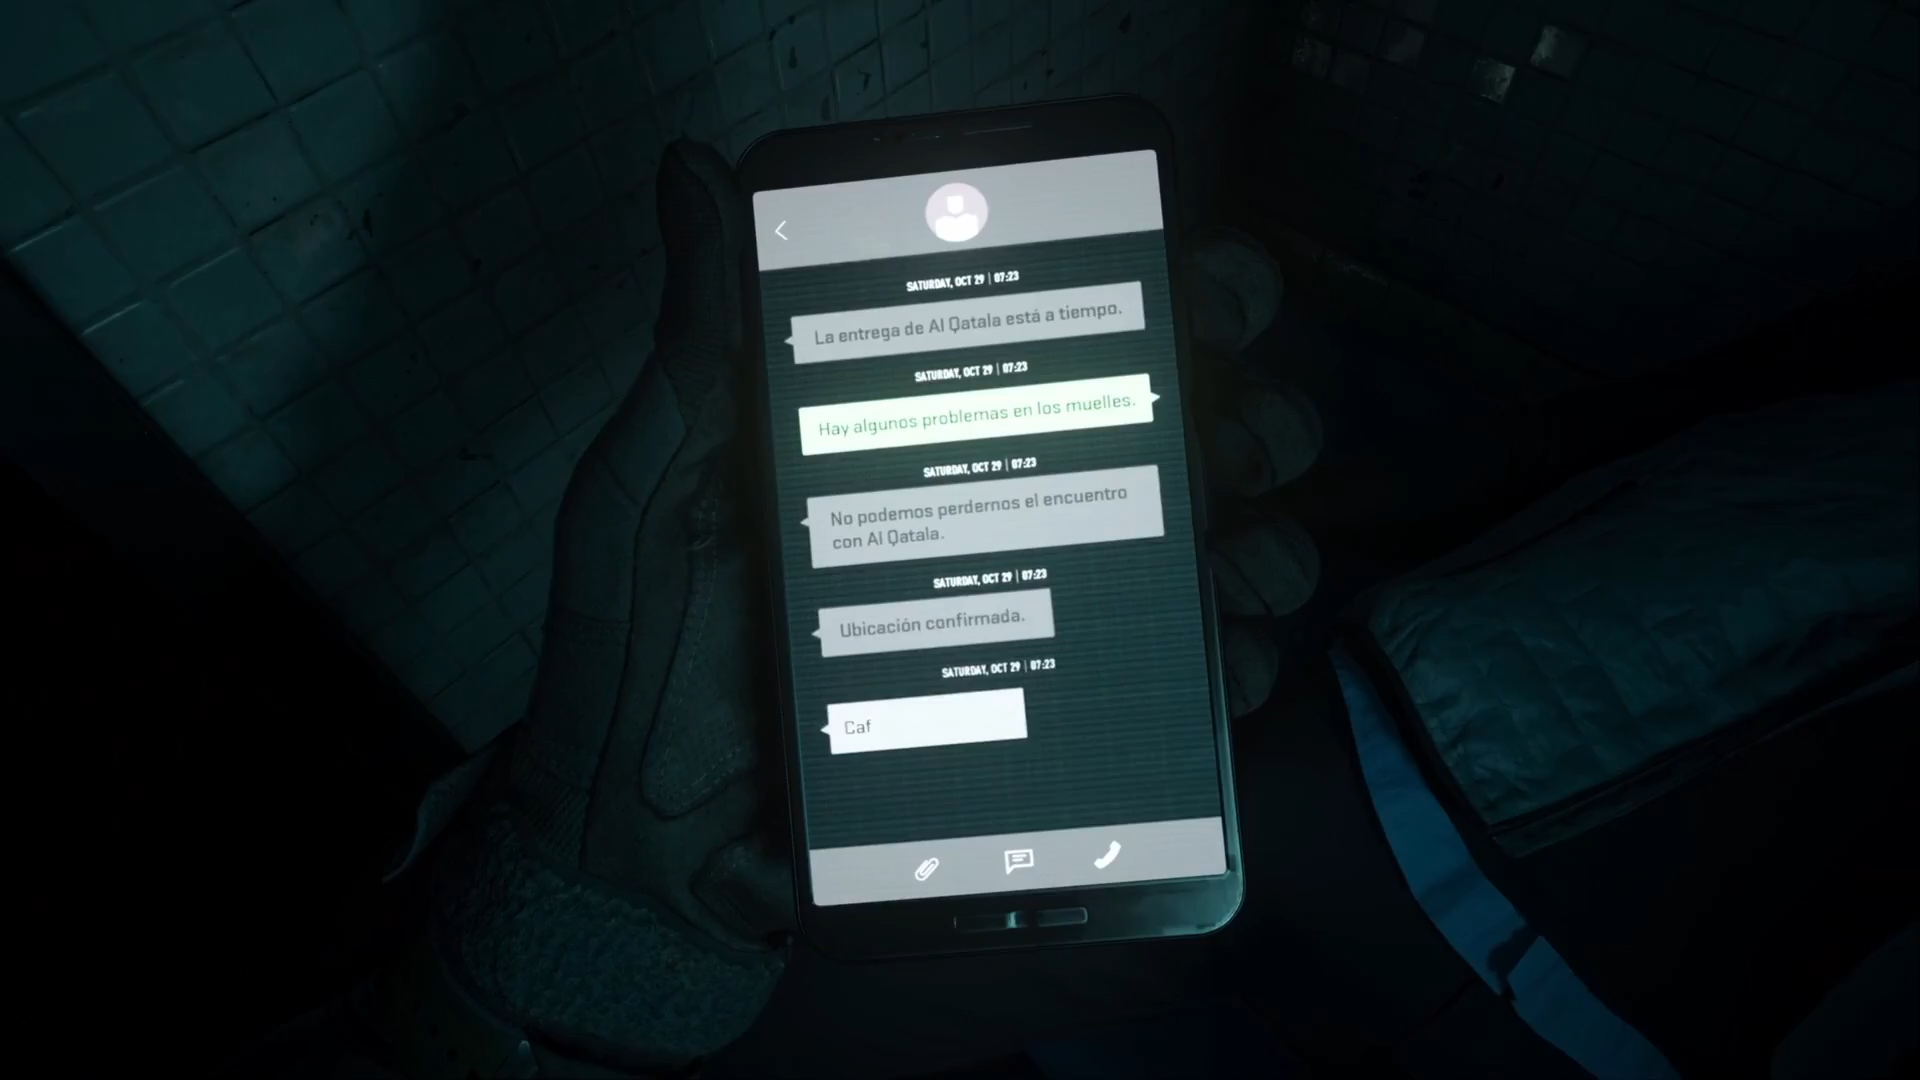 SATURDAY, OCT 29 | 07:23
La entrega de Al Qatala está a tiempo.
SATURDAY, OCT 29 | 07:23
Hay algunos problemas en los muelles.
SATURDAY, OCT 29 | 07:23
No podemos perdernos el encuentro
con Al Qatala.
SATURDAY, OCT 29 | 07:23
Ubicación confirmada.
SATURDAY, OCT 29 | 07:23
Caf